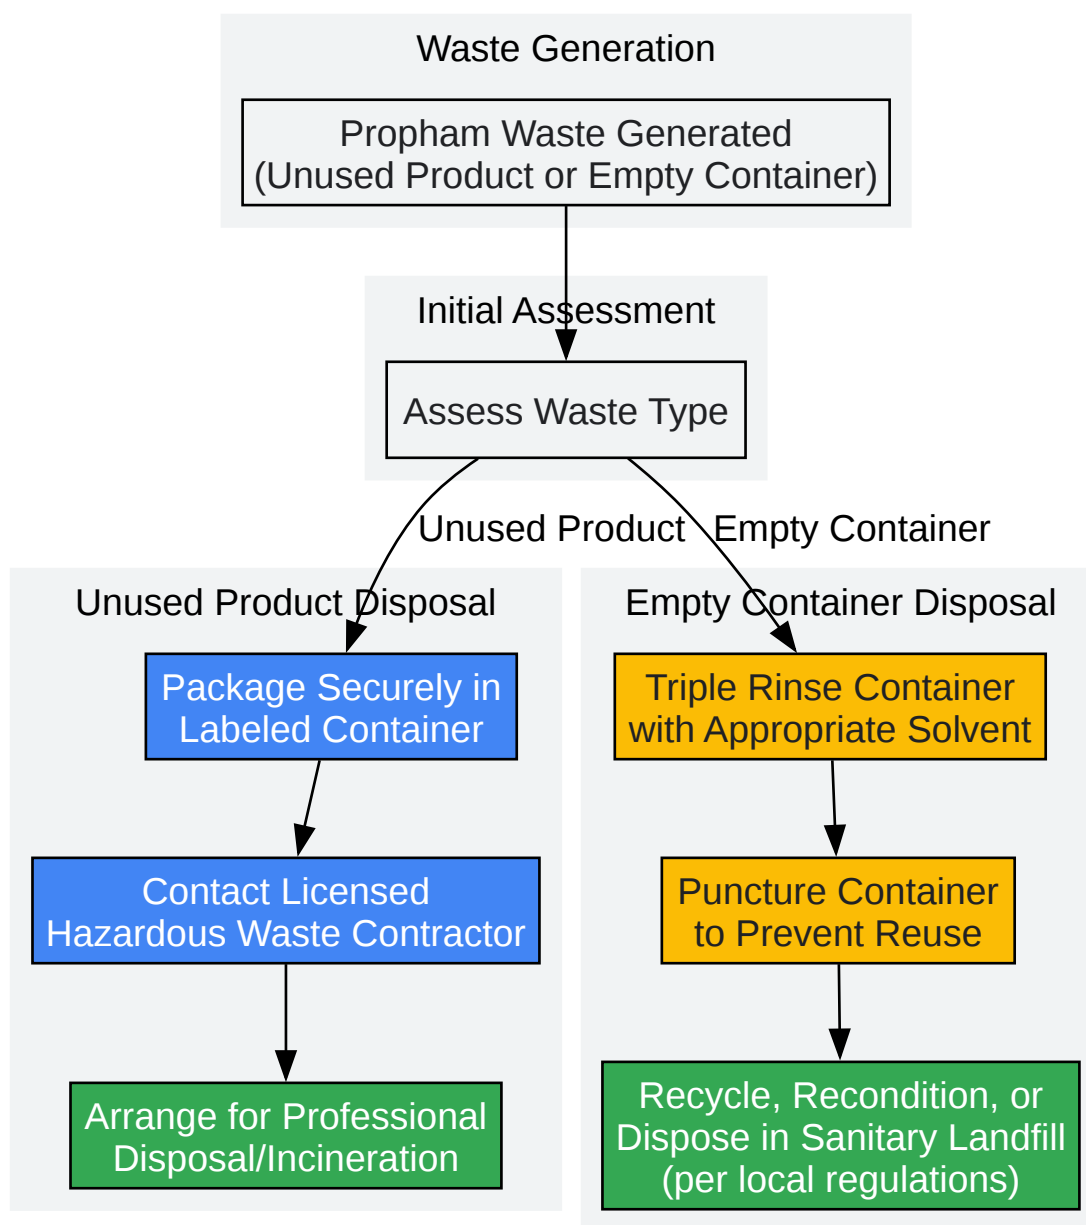 Waste Generation
Propham Waste Generated
(Unused Product or Empty Container)
Initial Assessment
Assess Waste Type
Unused Product
Empty Container
Unused Product Disposal
Package Securely in
Labeled Container
Contact Licensed
Hazardous Waste Contractor
Arrange for Professional
Disposal/Incineration
Empty Container Disposal
Triple Rinse Container
with Appropriate Solvent
Puncture Container
to Prevent Reuse
Recycle, Recondition, or
Dispose in Sanitary Landfill
(per local regulations)